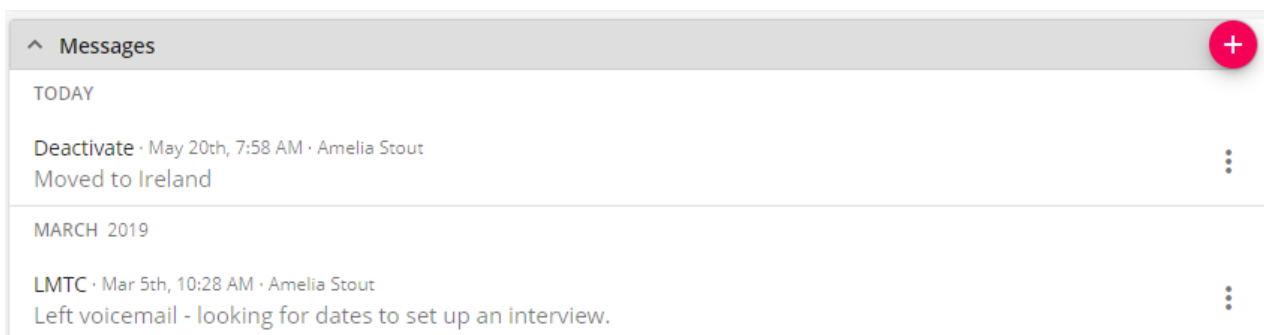 Messages
TODAY
Deactivate · May 20th, 7:58 AM · Amelia Stout
Moved to Ireland
MARCH 2019
LMTC · Mar 5th, 10:28 AM · Amelia Stout
Left voicemail - looking for dates to set up an interview.